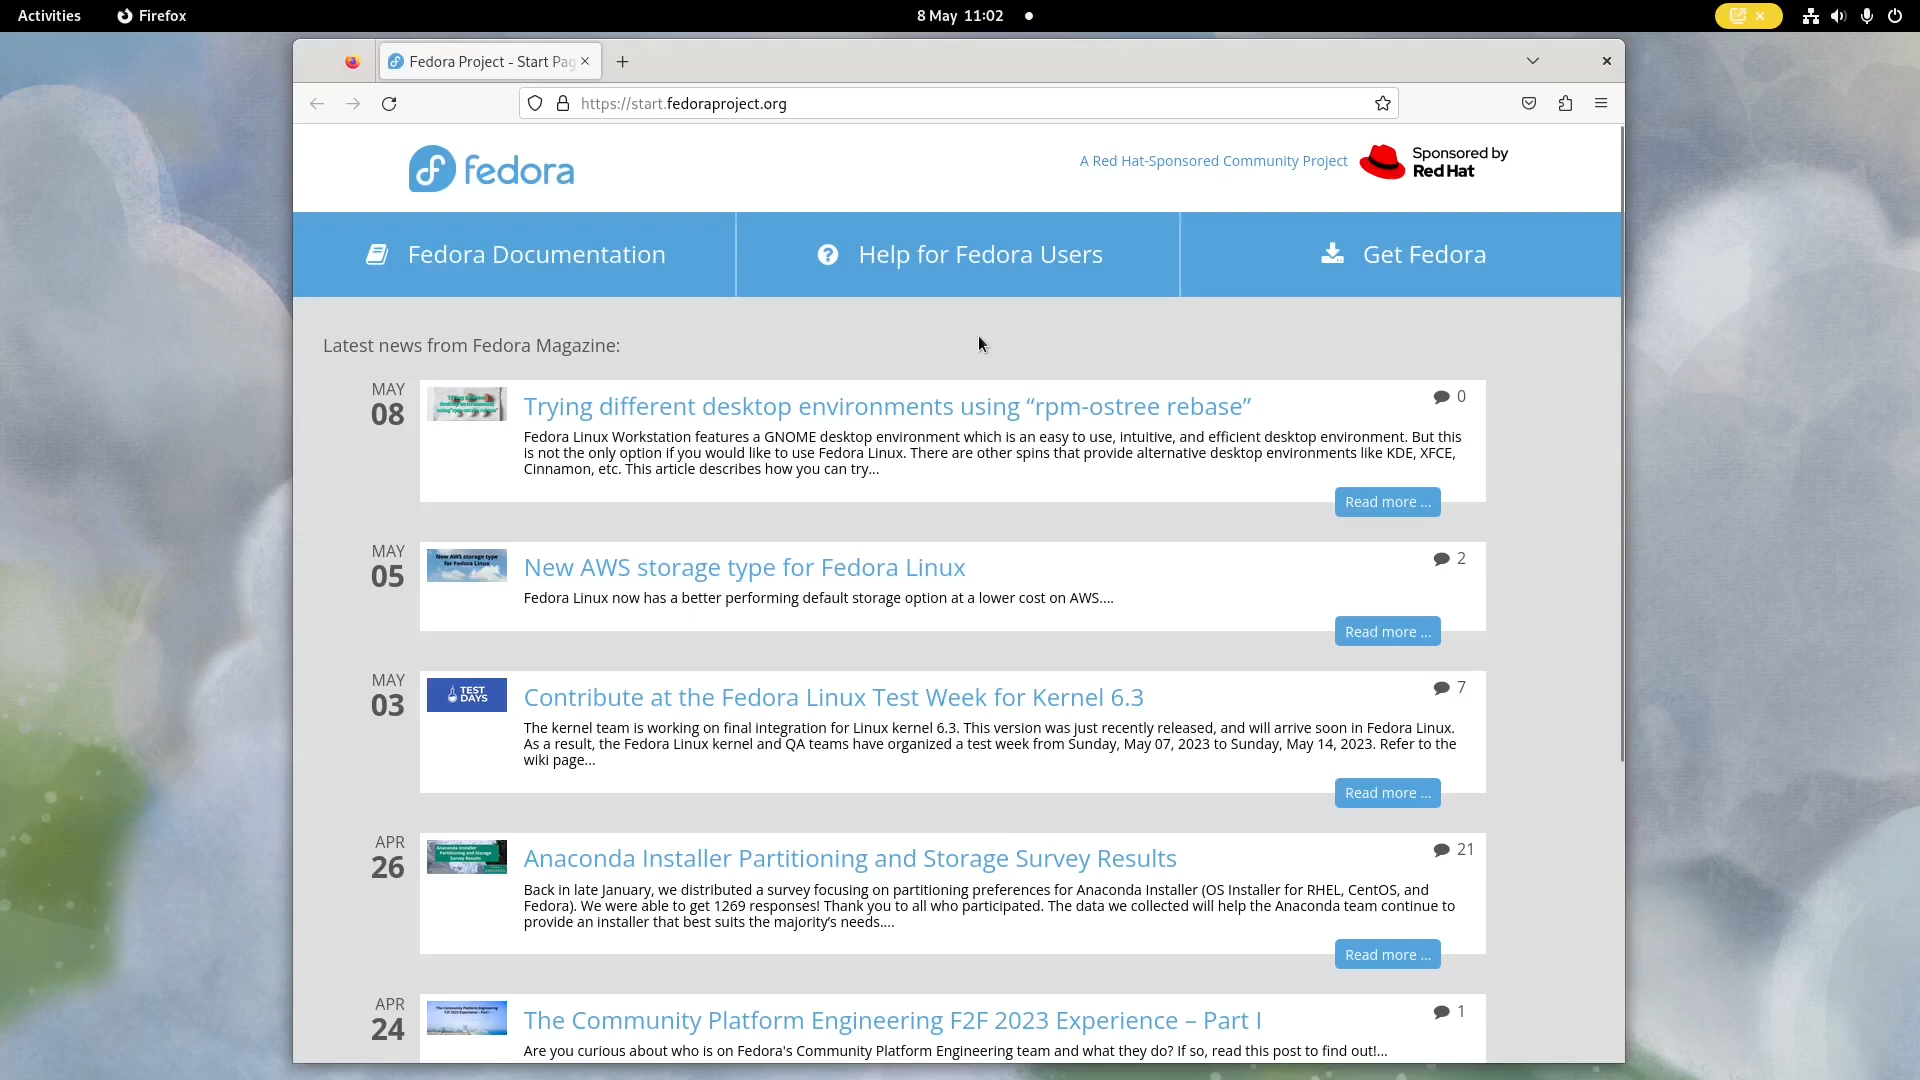 Activities
Firefox
8 May 11:02
Fedora Project - Start Pag
https://start.fedoraproject.org
fedora
A Red Hat-Sponsored Community Project
Sponsored by
Red Hat
Fedora Documentation
Help for Fedora Users
Get Fedora
Latest news from Fedora Magazine:
MAY
08
Trying different desktop environments using “rpm-ostree rebase”
0
Fedora Linux Workstation features a GNOME desktop environment which is an easy to use, intuitive, and efficient desktop environment. But this
is not the only option if you would like to use Fedora Linux. There are other spins that provide alternative desktop environments like KDE, XFCE,
Cinnamon, etc. This article describes how you can try...
Read more ...
MAY
05
New AWS storage type
for Fedora Linux
New AWS storage type for Fedora Linux
2
Fedora Linux now has a better performing default storage option at a lower cost on AWS....
Read more ...
MAY
03
TEST
DAYS
Contribute at the Fedora Linux Test Week for Kernel 6.3
7
The kernel team is working on final integration for Linux kernel 6.3. This version was just recently released, and will arrive soon in Fedora Linux.
As a result, the Fedora Linux kernel and QA teams have organized a test week from Sunday, May 07, 2023 to Sunday, May 14, 2023. Refer to the
wiki page...
Read more ...
APR
26
Anaconda Installer
Partitioning and Storage
Survey Results
Anaconda Installer Partitioning and Storage Survey Results
21
Back in late January, we distributed a survey focusing on partitioning preferences for Anaconda Installer (OS Installer for RHEL, CentOS, and
Fedora). We were able to get 1269 responses! Thank you to all who participated. The data we collected will help the Anaconda team continue to
provide an installer that best suits the majority’s needs....
Read more ...
APR
24
The Community Platform Engineering F2F 2023 Experience – Part I
1
Are you curious about who is on Fedora's Community Platform Engineering team and what they do? If so, read this post to find out!...